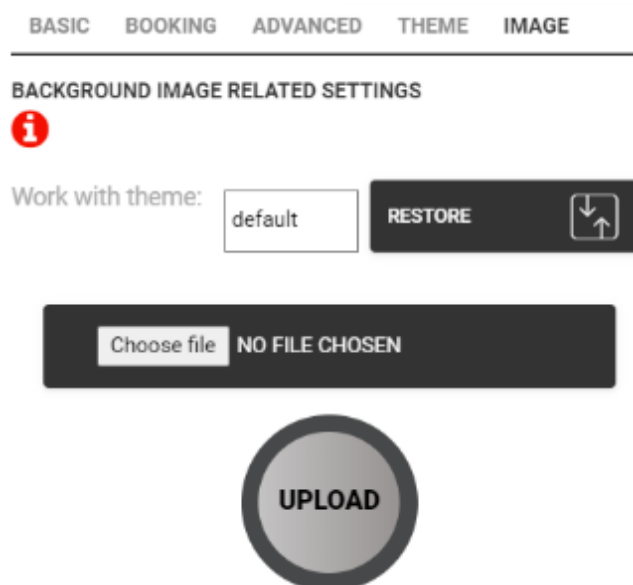 BASIC BOOKING ADVANCED THEME IMAGE
BACKGROUND IMAGE RELATED SETTINGS
Work with theme: default RESTORE
Choose file NO FILE CHOSEN
UPLOAD